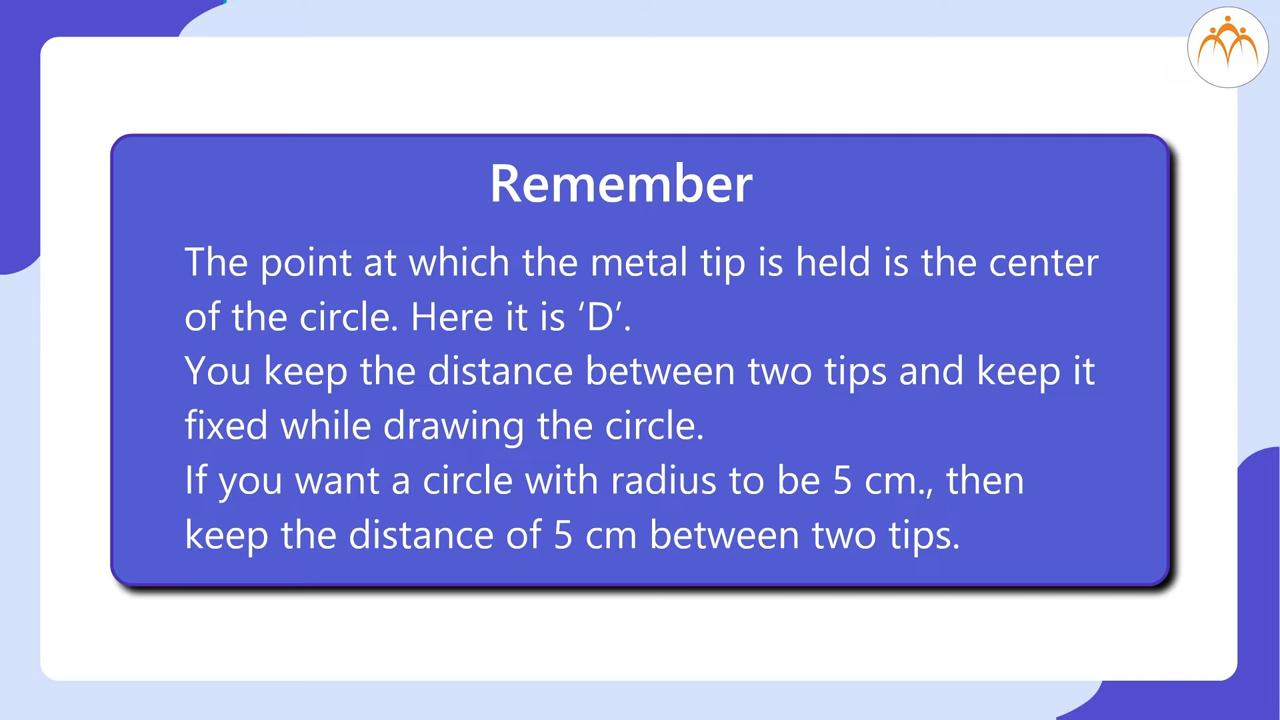 Remember
The point at which the metal tip is held is the center
of the circle. Here it is ‘D’.
You keep the distance between two tips and keep it
fixed while drawing the circle.
If you want a circle with radius to be 5 cm., then
keep the distance of 5 cm between two tips.